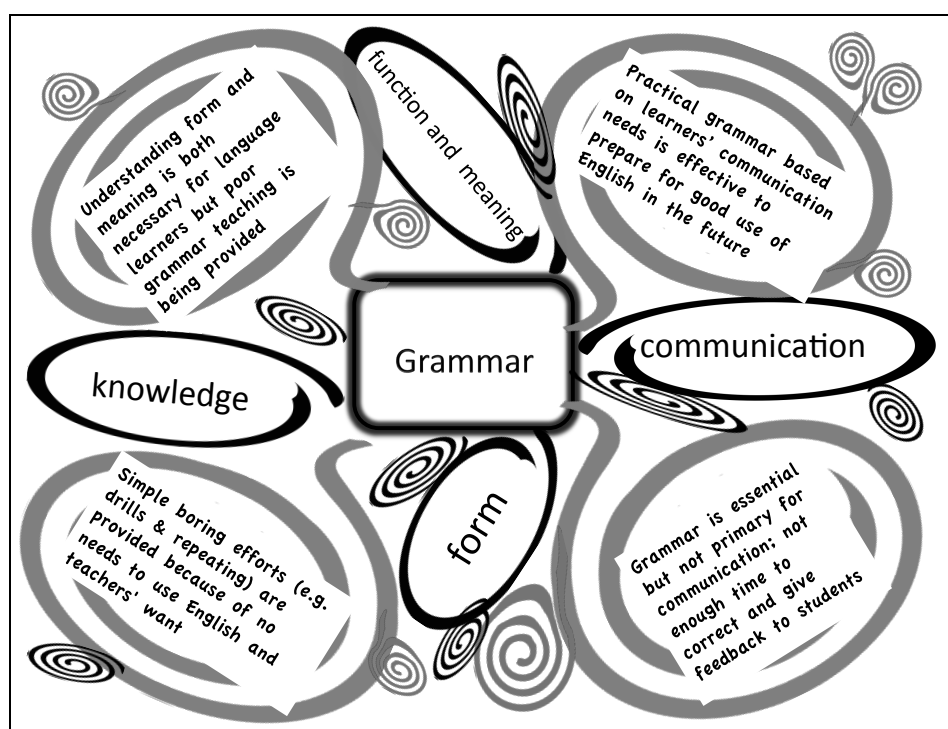 Understanding form and
meaning is both
necessary for language
learners but poor
grammar teaching is
being provided
function and meaning
Practical grammar based
on learners' communication
needs is effective to
prepare for good use of
English in the future
knowledge
Grammar
communication
Simple boring efforts (e.g.
drills & repeating) are
provided because of no
needs to use English and
teachers' want
form
Grammar is essential
but not primary for
communication; not
enough time to
correct and give
feedback to students